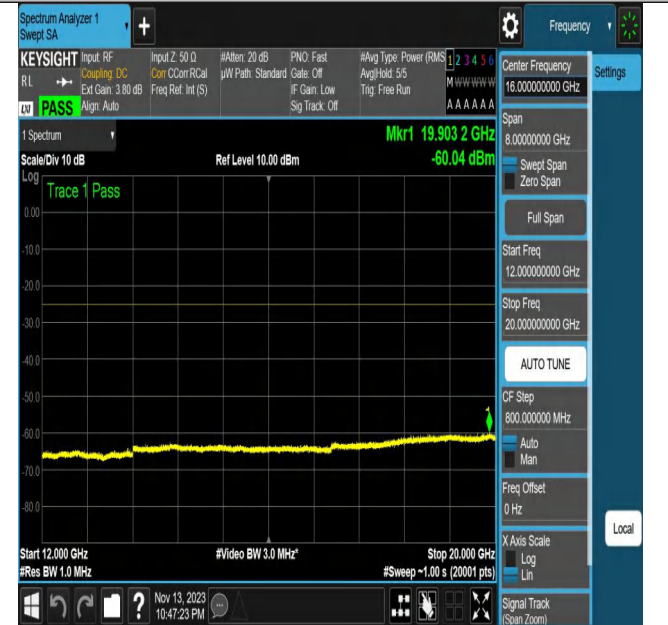 Spectrum Analyzer 1
Swept SA
+
Frequency
KEYSIGHT
RL
LXI
PASS
Input: RF
Coupling: DC
Ext Gain: 3.80 dB
Align: Auto
Input Z: 50 Ω
Corr CCorr RCal
Freq Ref: Int (S)
#Atten: 20 dB
µW Path: Standard
PNO: Fast
Gate: Off
IF Gain: Low
Sig Track: Off
#Avg Type: Power (RMS
Avg|Hold: 5/5
Trig: Free Run
1 2 3 4 5 6
M W W W W W
A A A A A A
1 Spectrum
Mkr1 19.903 2 GHz
Scale/Div 10 dB
Ref Level 10.00 dBm
-60.04 dBm
Log
Trace 1 Pass
0.00
-10.0
-20.0
-30.0
-40.0
-50.0
-60.0
-70.0
-80.0
1
Start 12.000 GHz
#Video BW 3.0 MHz*
Stop 20.000 GHz
#Res BW 1.0 MHz
#Sweep ~1.00 s (20001 pts)
Nov 13, 2023
10:47:23 PM
?
Center Frequency
16.000000000 GHz
Settings
Span
8.00000000 GHz
Swept Span
Zero Span
Full Span
Start Freq
12.000000000 GHz
Stop Freq
20.000000000 GHz
AUTO TUNE
CF Step
800.000000 MHz
Auto
Man
Freq Offset
0 Hz
X Axis Scale
Log
Lin
Local
Signal Track
(Span Zoom)